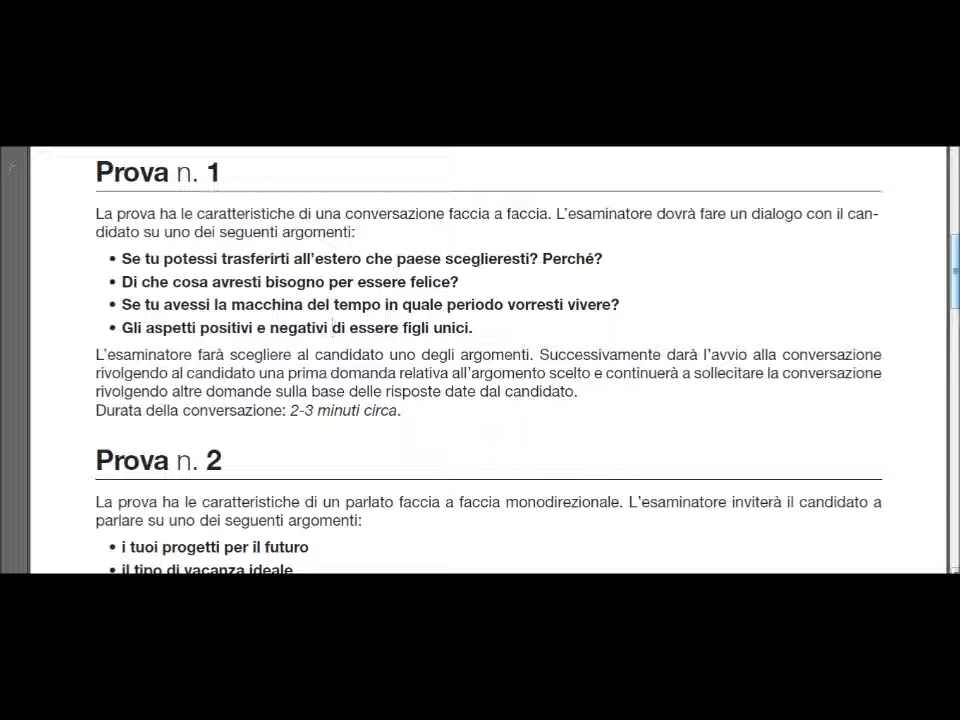 Prova n. 1
La prova ha le caratteristiche di una conversazione faccia a faccia. L'esaminatore dovrà fare un dialogo con il can-
didato su uno dei seguenti argomenti:
• Se tu potessi trasferirti all'estero che paese sceglieresti? Perché?
• Di che cosa avresti bisogno per essere felice?
• Se tu avessi la macchina del tempo in quale periodo vorresti vivere?
• Gli aspetti positivi e negativi di essere figli unici.
L'esaminatore farà scegliere al candidato uno degli argomenti. Successivamente darà l'avvio alla conversazione
rivolgendo al candidato una prima domanda relativa all'argomento scelto e continuerà a sollecitare la conversazione
rivolgendo altre domande sulla base delle risposte date dal candidato.
Durata della conversazione: 2-3 minuti circa.
Prova n. 2
La prova ha le caratteristiche di un parlato faccia a faccia monodirezionale. L'esaminatore inviterà il candidato a
parlare su uno dei seguenti argomenti:
• i tuoi progetti per il futuro
• il tipo di vacanza ideale